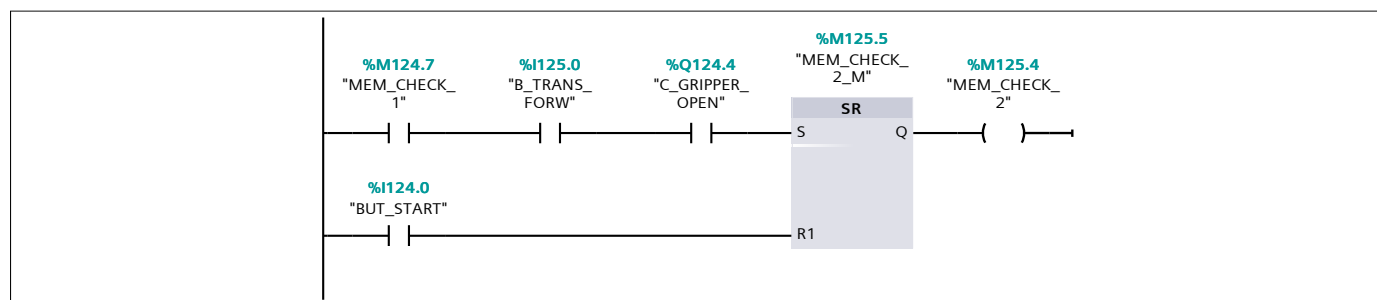 %M125.5
"MEM_CHECK_
2_M"
%M124.7
"MEM_CHECK_
1"
%I125.0
"B_TRANS_
FORW"
%Q124.4
"C_GRIPPER_
OPEN"
%M125.4
"MEM_CHECK_
2"
SR
S
Q
%I124.0
"BUT_START"
R1